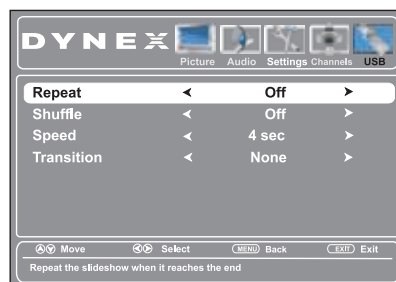 DYNEX
Picture Audio Settings Channels USB
Repeat Off
Shuffle Off
Speed 4 sec
Transition None
Move Select MENU Back EXIT Exit
Repeat the slideshow when it reaches the end